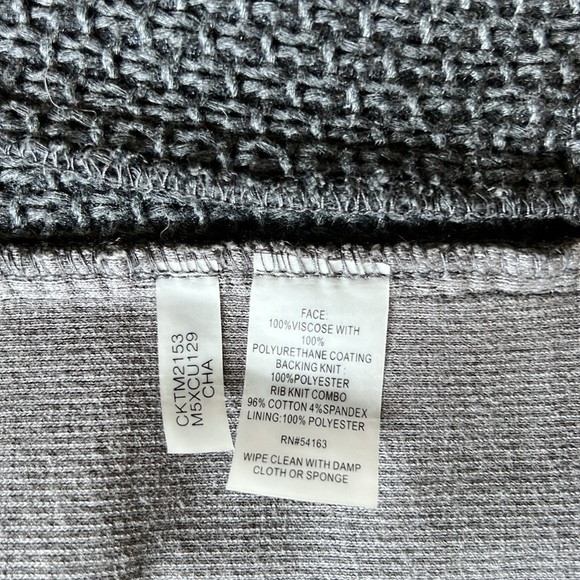 CKTM2153
M5XCU129
CHA
FACE:
100%VISCOSE WITH
100%
POLYURETHANE COATING
BACKING KNIT :
100%POLYESTER
RIB KNIT COMBO
96% COTTON 4%SPANDEX
LINING:100% POLYESTER
RN#54163
WIPE CLEAN WITH DAMP
CLOTH OR SPONGE